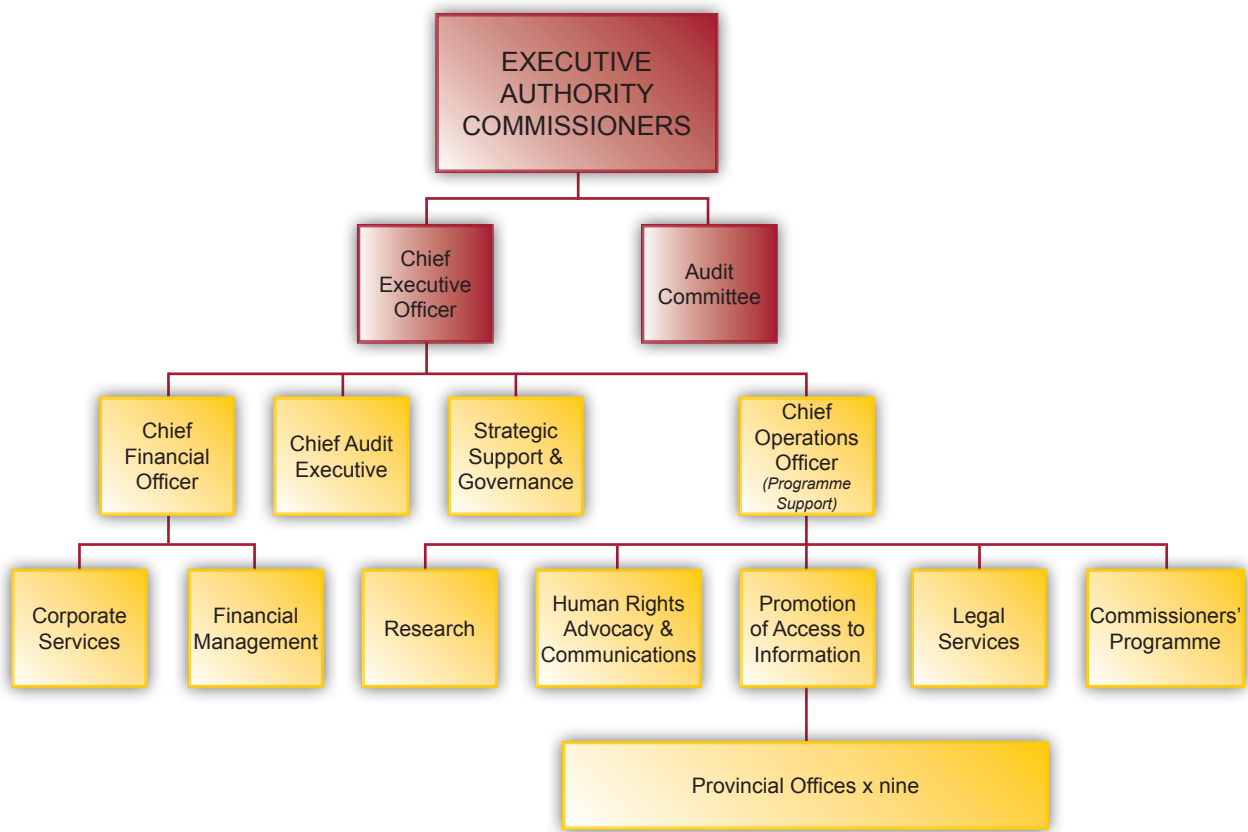 EXECUTIVE
AUTHORITY
COMMISSIONERS
Chief
Executive
Officer
Audit
Committee
Chief
Financial
Officer
Chief Audit
Executive
Strategic
Support &
Governance
Chief
Operations
Officer
(Programme
Support)
Corporate
Services
Financial
Management
Research
Human Rights
Advocacy &
Communications
Promotion
of Access to
Information
Legal
Services
Commissioners’
Programme
Provincial Offices x nine